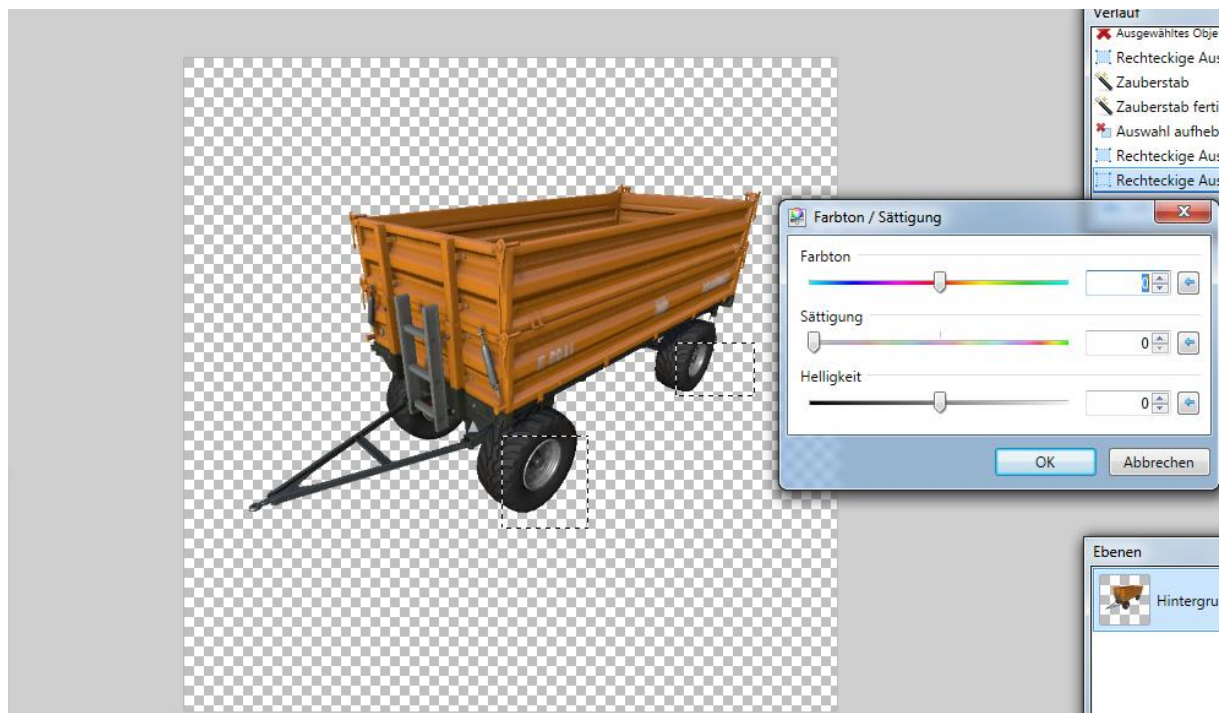 Verlauf
Ausgewähltes Obje
Rechteckige Aus
Zauberstab
Zauberstab ferti
Auswahl aufheb
Rechteckige Aus
Rechteckige Aus
Farbton / Sättigung
Farbton
0
Sättigung
0
Helligkeit
0
OK
Abbrechen
Ebenen
Hintergru